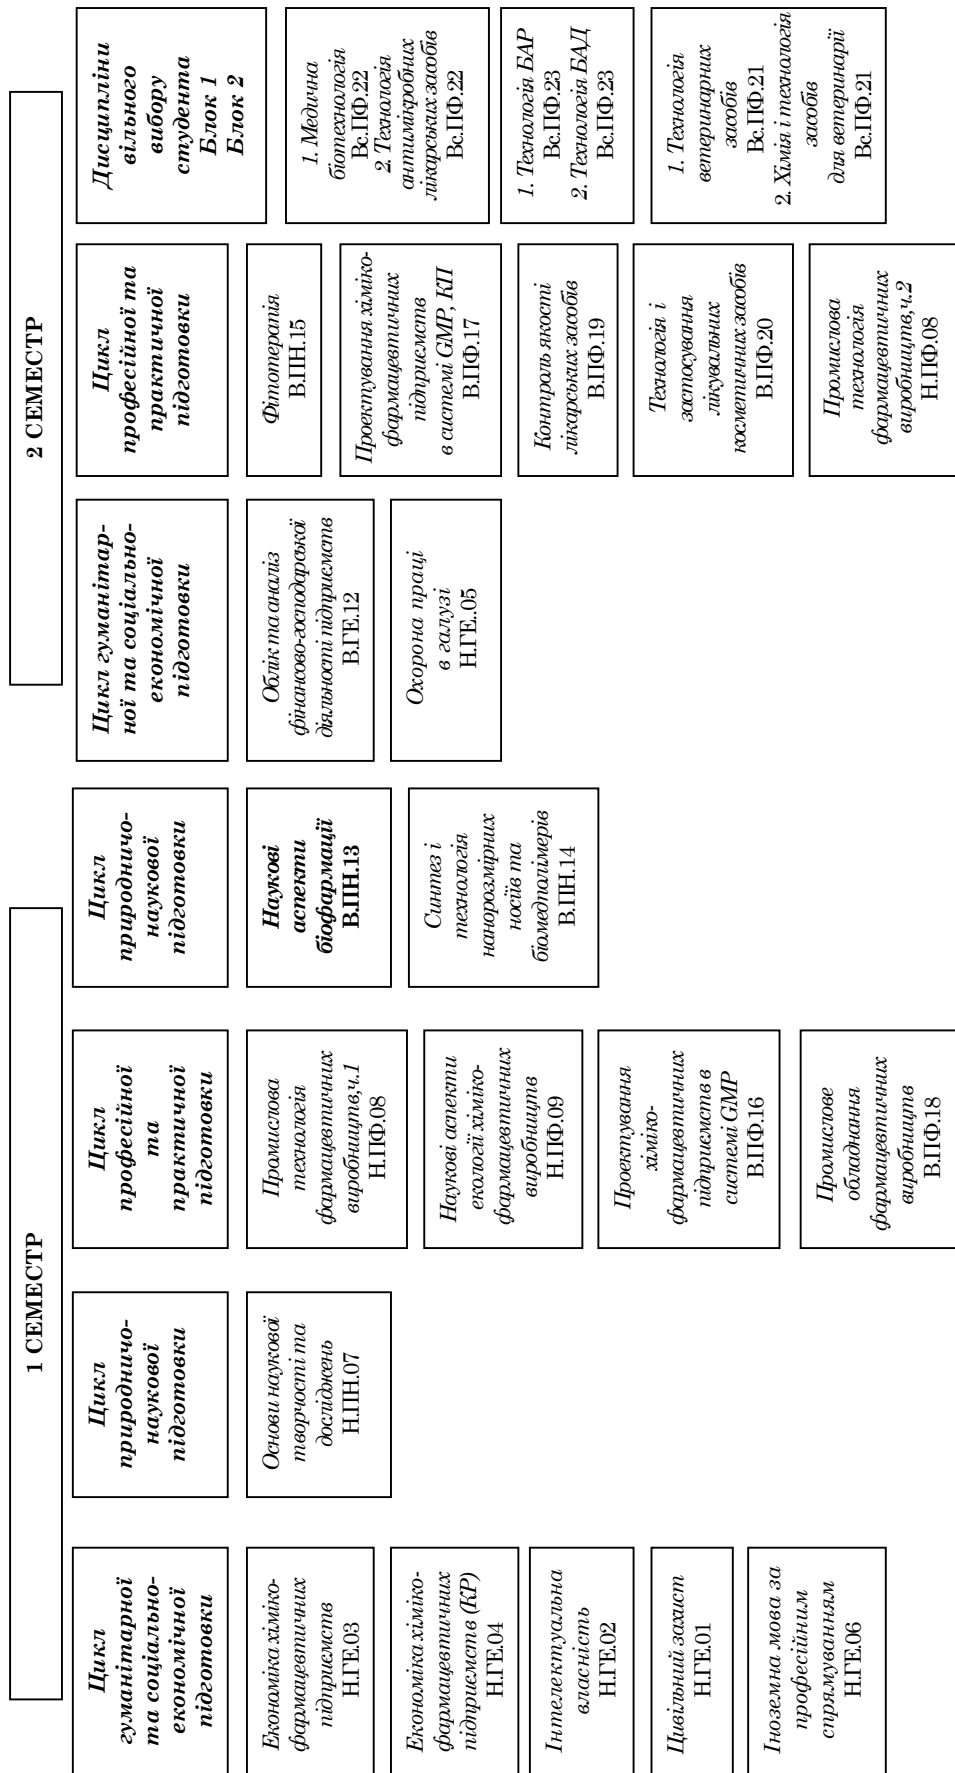 1 СЕМЕСТР
Цикл
гуманітарної
та соціально-
економічної
підготовки
Економіка хіміко-
фармацевтичних
підприємств
Н.ГЕ.03
Економіка хіміко-
фармацевтичних
підприємств (КР)
Н.ГЕ.04
Інтелектуальна
власність
Н.ГЕ.02
Цивільний захист
Н.ГЕ.01
Іноземна мова за
професійним
спрямуванням
Н.ГЕ.06
Цикл
природничо-
наукової
підготовки
Основи наукової
творчості та
досліджень
Н.ПН.07
Цикл
професійної
та
практичної
підготовки
Промислова
технологія
фармацевтичних
виробництв,ч.1
Н.ПФ.08
Наукові аспекти
екології хіміко-
фармацевтичних
виробництв
Н.ПФ.09
Проектування
хіміко-
фармацевтичних
підприємств в
системі GMP
В.ПФ.16
Промислове
обладнання
фармацевтичних
виробництв
В.ПФ.18
Цикл
природничо-
наукової
підготовки
Наукові
аспекти
біофармації
В.ПН.13
Синтез і
технологія
нанорозмірних
носіїв та
біомедполімерів
В.ПН.14
2 СЕМЕСТР
Цикл гуманітар-
ної та соціально-
економічної
підготовки
Облік та аналіз
фінансово-господарської
діяльності підприємств
В.ГЕ.12
Охорона праці
в галузі
Н.ГЕ.05
Цикл
професійної та
практичної
підготовки
Фітотерапія
В.ПН.15
Проектування хіміко-
фармацевтичних
підприємств
в системі GMP, КП
В.ПФ.17
Контроль якості
лікарських засобів
В.ПФ.19
Технологія і
застосування
лікувальних
косметичних засобів
В.ПФ.20
Промислова
технологія
фармацевтичних
виробництв,ч.2
Н.ПФ.08
Дисципліни
вільного
вибору
студента
Блок 1
Блок 2
1. Медична
біотехнологія
Вс.ПФ.22
2. Технологія
антимікробних
лікарських засобів
Вс.ПФ.22
1. Технологія БАР
Вс.ПФ.23
2. Технологія БАД
Вс.ПФ.23
1. Технологія
ветеринарних
засобів
Вс.ПФ.21
2. Хімія і технологія
засобів
для ветеринарії
Вс.ПФ.21